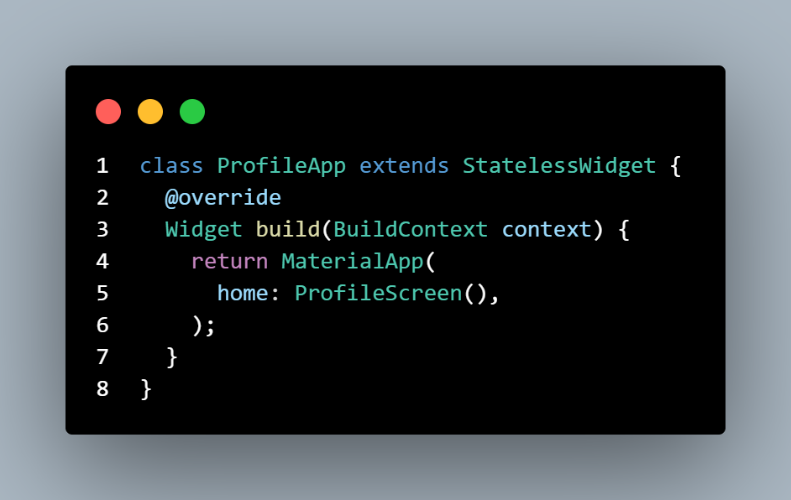 1 class ProfileApp extends StatelessWidget {
2   @override
3   Widget build(BuildContext context) {
4     return MaterialApp(
5       home: ProfileScreen(),
6     );
7   }
8 }